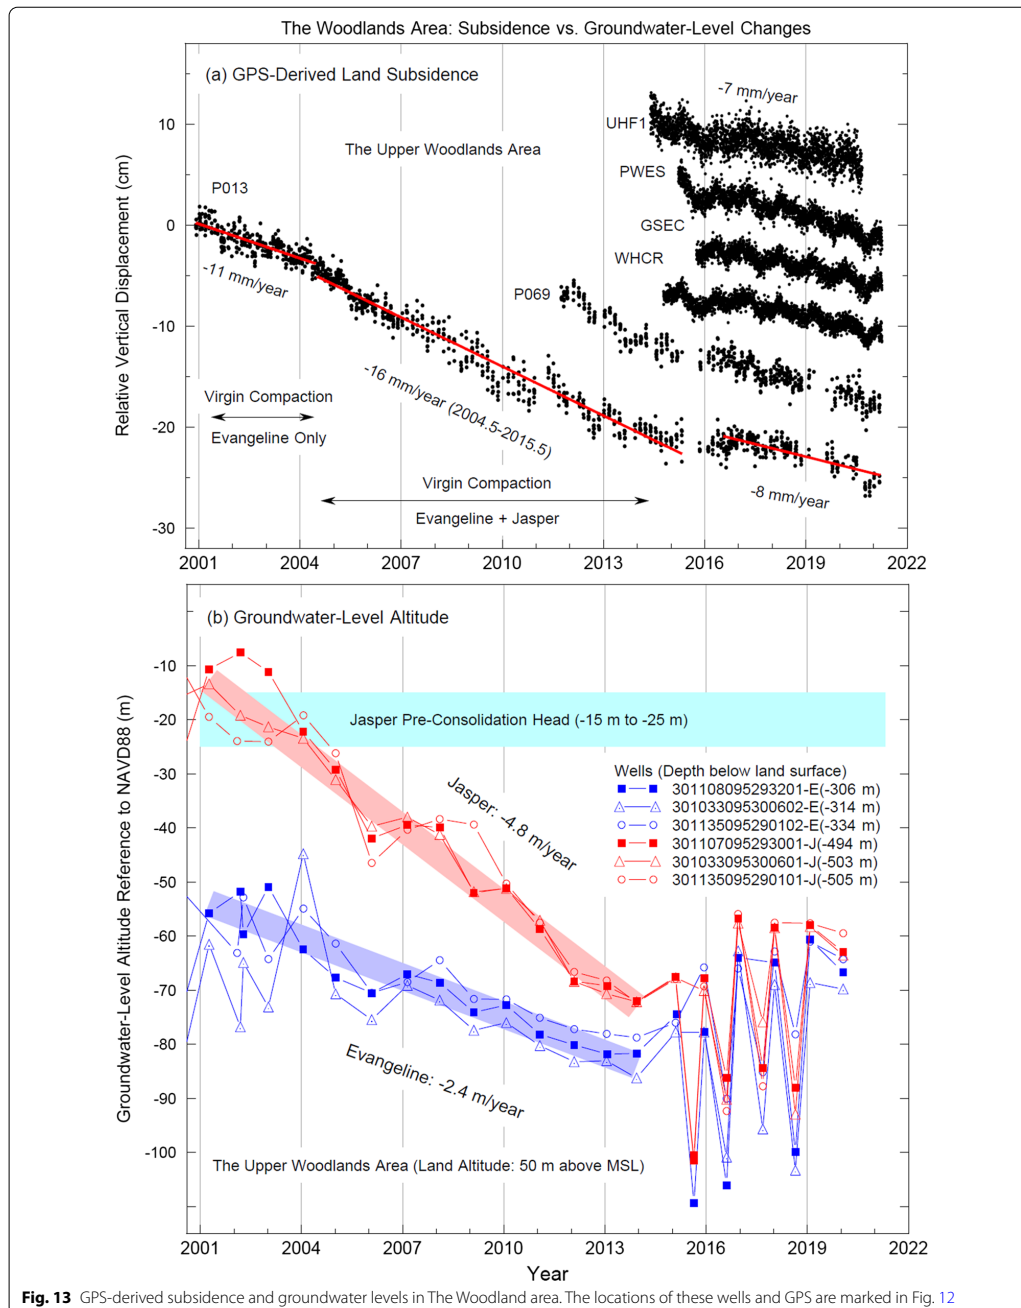 The Woodlands Area: Subsidence vs. Groundwater-Level Changes
(a) GPS-Derived Land Subsidence
-7 mm/year
UHF1
The Upper Woodlands Area
PWES
P013
GSEC
WHCR
-11 mm/year
P069
-16 mm/year (2004.5-2015.5)
Virgin Compaction
Evangeline Only
Virgin Compaction
Evangeline + Jasper
-8 mm/year
Relative Vertical Displacement (cm)
10
0
-10
-20
-30
2001 2004 2007 2010 2013 2016 2019 2022
(b) Groundwater-Level Altitude
Jasper Pre-Consolidation Head (-15 m to -25 m)
Wells (Depth below land surface)
301108095293201-E(-306 m)
301033095300602-E(-314 m)
301135095290102-E(-334 m)
301107095293001-J(-494 m)
301033095300601-J(-503 m)
301135095290101-J(-505 m)
Jasper: -4.8 m/year
Evangeline: -2.4 m/year
The Upper Woodlands Area (Land Altitude: 50 m above MSL)
Groundwater-Level Altitude Reference to NAVD88 (m)
-10
-20
-30
-40
-50
-60
-70
-80
-90
-100
2001 2004 2007 2010 2013 2016 2019 2022
Year
Fig. 13 GPS-derived subsidence and groundwater levels in The Woodland area. The locations of these wells and GPS are marked in Fig. 12